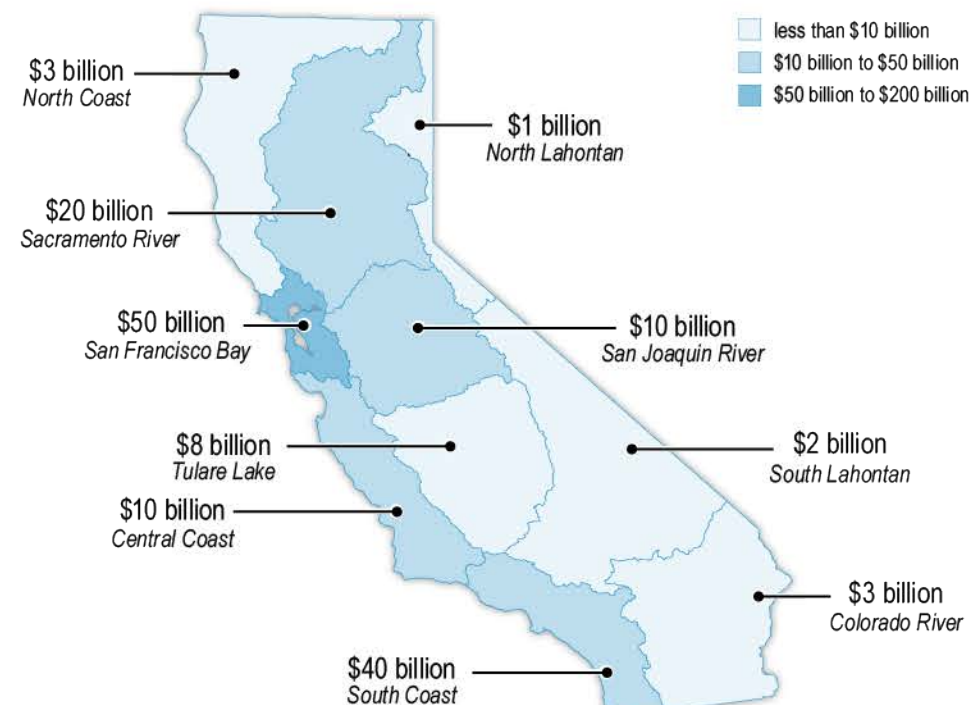 less than $10 billion
$10 billion to $50 billion
$50 billion to $200 billion
$3 billion
North Coast
$1 billion
North Lahontan
$20 billion
Sacramento River
$50 billion
San Francisco Bay
$10 billion
San Joaquin River
$8 billion
Tulare Lake
$2 billion
South Lahontan
$10 billion
Central Coast
$3 billion
Colorado River
$40 billion
South Coast